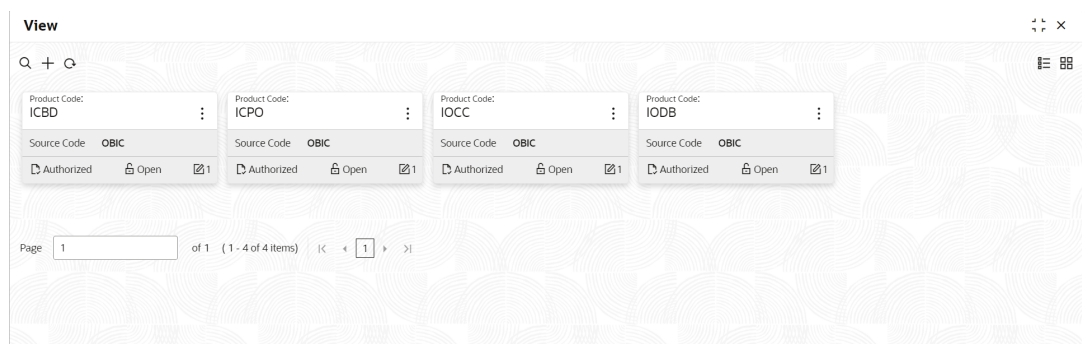 View
Product Code: Product Code: Product Code: Product Code:
ICBD ICPO IOCC IODB
Source Code OBIC Source Code OBIC Source Code OBIC Source Code OBIC
Authorized Open 1 Authorized Open 1 Authorized Open 1 Authorized Open 1
Page 1 of 1 ( 1 - 4 of 4 items) 1